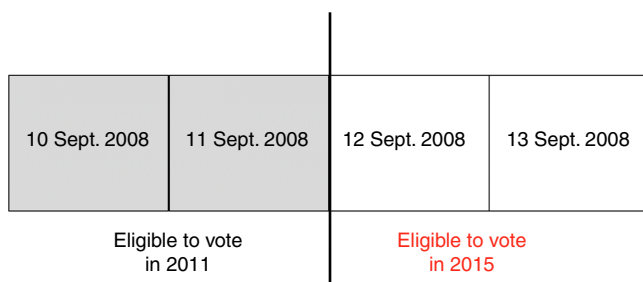 10 Sept. 2008 11 Sept. 2008 12 Sept. 2008 13 Sept. 2008
Eligible to vote
in 2011
Eligible to vote
in 2015